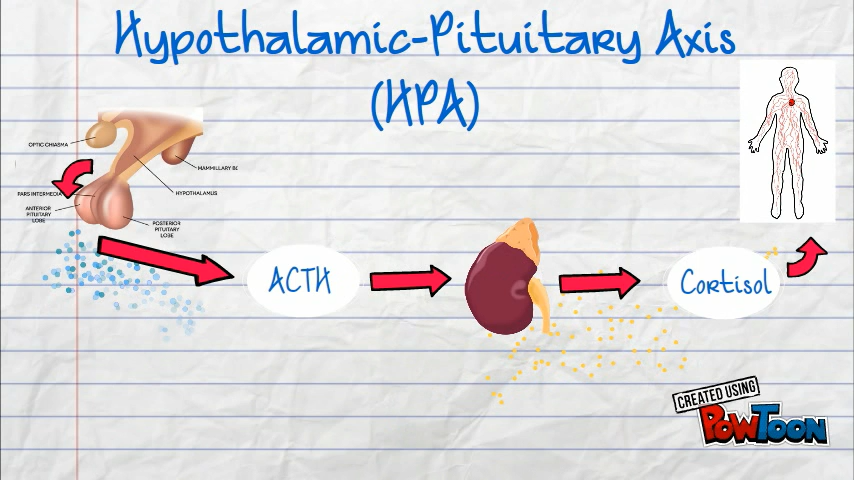 Hypothalamic-Pituitary Axis
(HPA)
OPTIC CHIASMA
MAMMILLARY
PARS INTERMEDIA
HYPOTHALAMUS
ANTERIOR
PITUITARY
LOBE
POSTERIOR
PITUITARY
LOBE
ACTH
Cortisol
CREATED USING
POWTOON